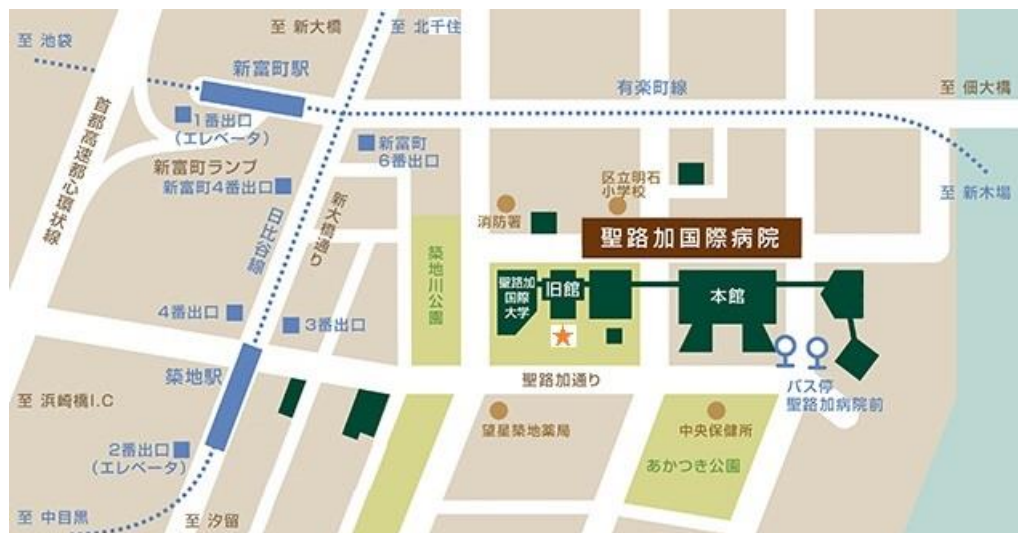 至 新大橋
至 北千住
至 池袋
新富町駅
有楽町線
至 佃大橋
首都高速都心環状線
1番出口
(エレベータ)
新富町
6番出口
新富町ランプ
新富町4番出口
区立明石
小学校
至 新木場
新大橋通り
日比谷線
消防署
聖路加国際病院
築地川公園
聖路加
国際
大学
旧館
本館
4番出口
3番出口
築地駅
聖路加通り
バス停
聖路加病院前
至 浜崎橋I.C
望星築地薬局
中央保健所
2番出口
(エレベータ)
あかつき公園
至 中目黒
至 汐留